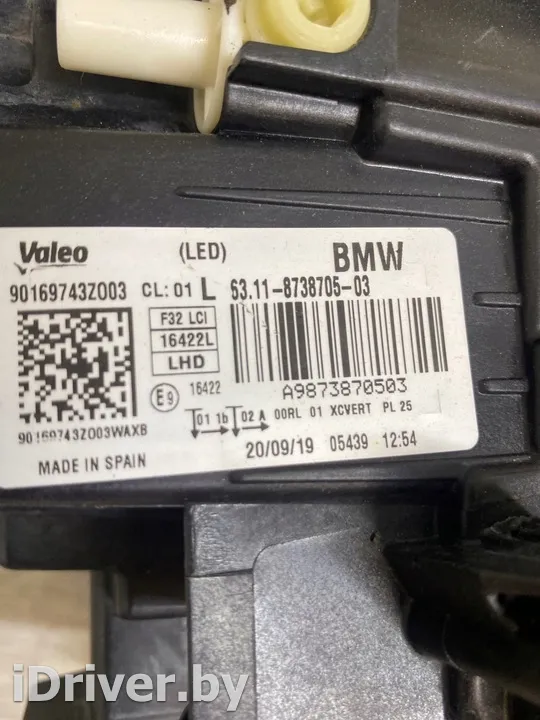 Valeo (LED) BMW
90169743Z003 CL: 01 L 63.11-8738705-03
F32 LCI
16422L
LHD
E9 16422
A9873870503
01 1b 02 A 00RL 01 XCVERT PL 25
90169743Z003WAXB
20/09/19 05439 12:54
MADE IN SPAIN
iDriver.by